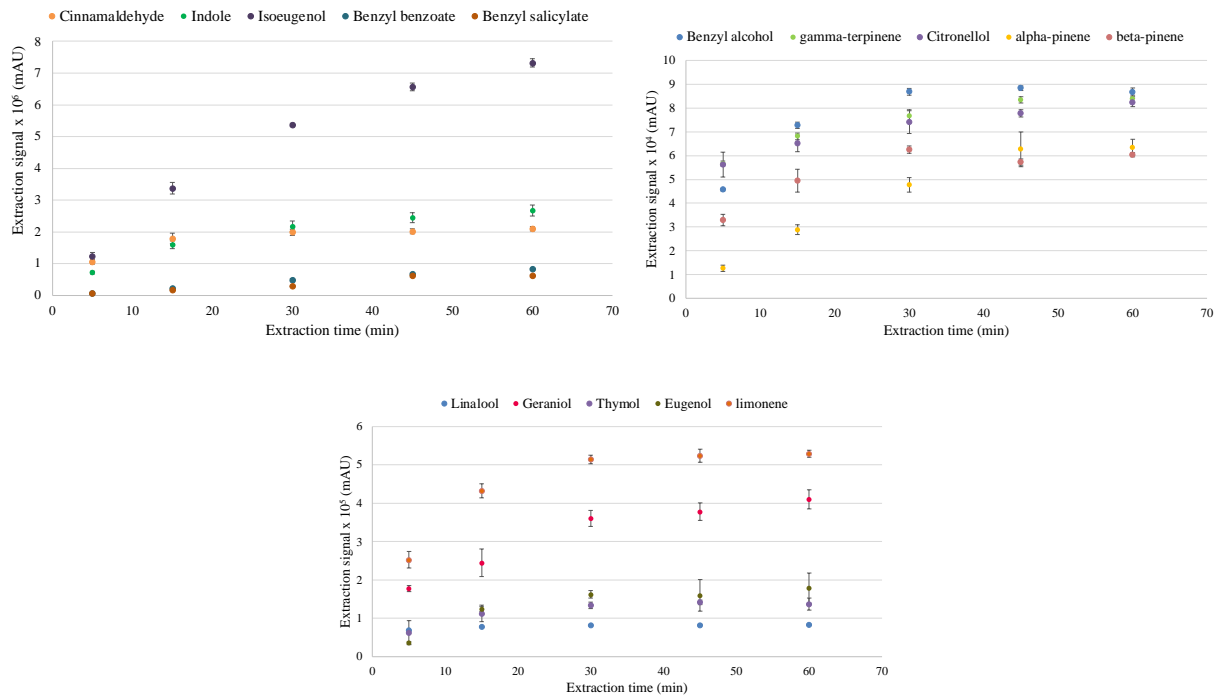 Cinnamaldehyde Indole Isoeugenol Benzyl benzoate Benzyl salicylate
Extraction signal x 10⁶ (mAU)
8
7
6
5
4
3
2
1
0
0 10 20 30 40 50 60 70
Extraction time (min)
Benzyl alcohol gamma-terpinene Citronellol alpha-pinene beta-pinene
Extraction signal x 10⁴ (mAU)
10
9
8
7
6
5
4
3
2
1
0
0 10 20 30 40 50 60 70
Extraction time (min)
Linalool Geraniol Thymol Eugenol limonene
Extraction signal x 10⁵ (mAU)
6
5
4
3
2
1
0
0 10 20 30 40 50 60 70
Extraction time (min)